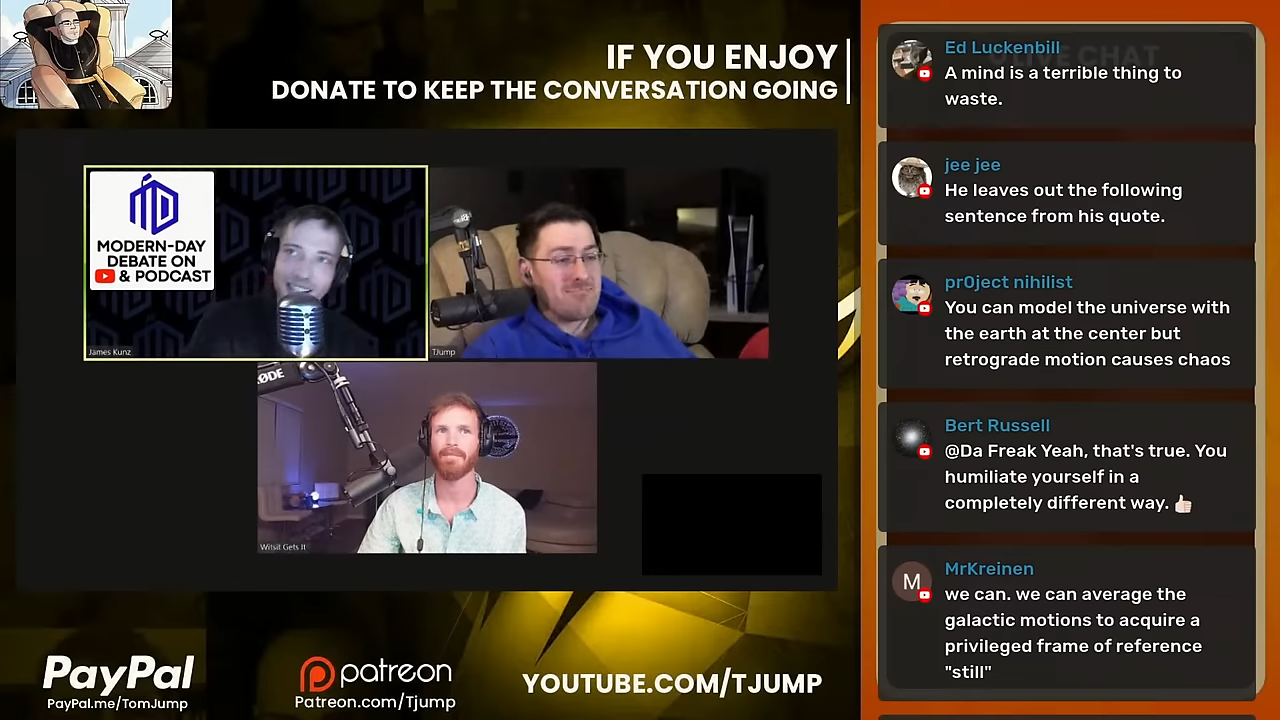 IF YOU ENJOY
DONATE TO KEEP THE CONVERSATION GOING
MODERN-DAY
DEBATE ON
& PODCAST
James Kunz
TJump
RØDE
Witsit Gets It
PayPal
PayPal.me/TomJump
patreon
Patreon.com/Tjump
YOUTUBE.COM/TJUMP
LIVE CHAT
Ed Luckenbill
A mind is a terrible thing to
waste.
jee jee
He leaves out the following
sentence from his quote.
pr0ject nihilist
You can model the universe with
the earth at the center but
retrograde motion causes chaos
Bert Russell
@Da Freak Yeah, that's true. You
humiliate yourself in a
completely different way. 👍🏻
M
MrKreinen
we can. we can average the
galactic motions to acquire a
privileged frame of reference
"still"